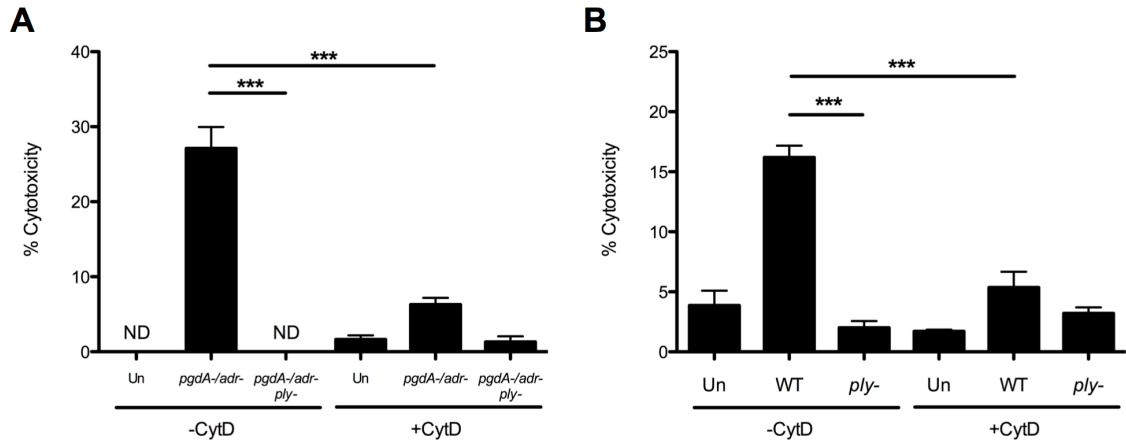 A
% Cytotoxicity
40
30
20
10
0
***
***
ND
ND
Un
pgdA-/adr-
pgdA-/adr-
ply-
Un
pgdA-/adr-
pgdA-/adr-
ply-
-CytD
+CytD
B
% Cytotoxicity
25
20
15
10
5
0
***
***
Un
WT
ply-
Un
WT
ply-
-CytD
+CytD